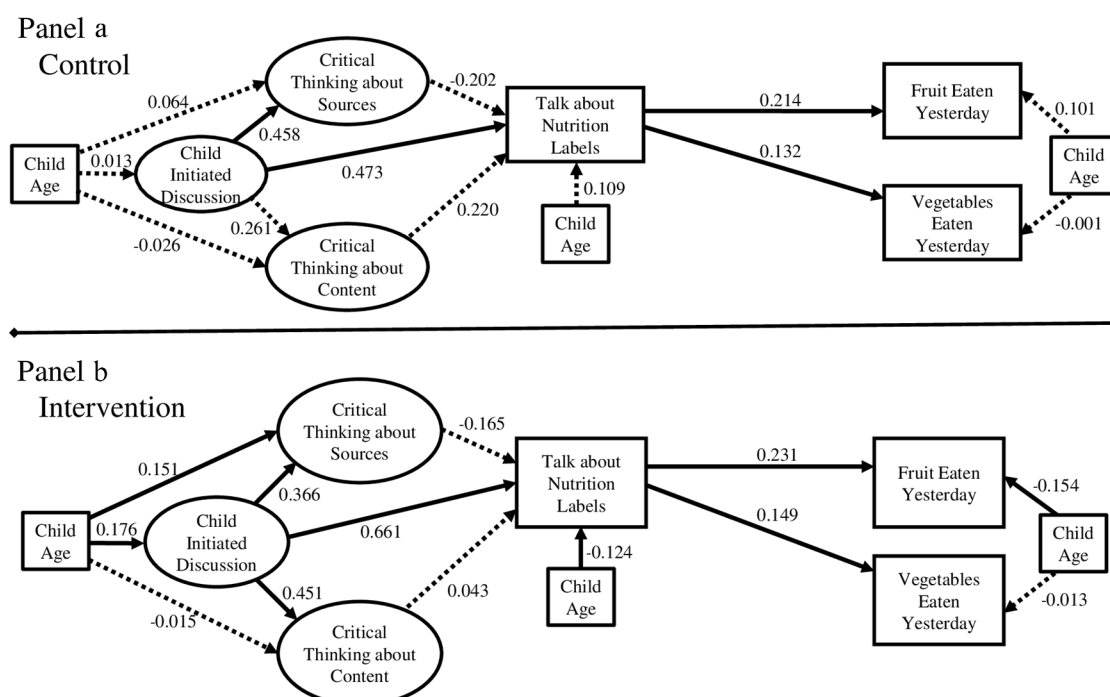 Panel a
Control
Critical
Thinking about
Sources
-0.202
0.064
0.458
Child
Age
0.013
Child
Initiated
Discussion
0.473
0.261
-0.026
Critical
Thinking about
Content
0.220
Talk about
Nutrition
Labels
0.109
Child
Age
0.214
0.132
Fruit Eaten
Yesterday
0.101
Child
Age
Vegetables
Eaten
Yesterday
-0.001
Panel b
Intervention
Critical
Thinking about
Sources
-0.165
0.151
0.366
Child
Age
0.176
Child
Initiated
Discussion
0.661
0.451
-0.015
Critical
Thinking about
Content
0.043
Talk about
Nutrition
Labels
-0.124
Child
Age
0.231
0.149
Fruit Eaten
Yesterday
-0.154
Child
Age
Vegetables
Eaten
Yesterday
-0.013